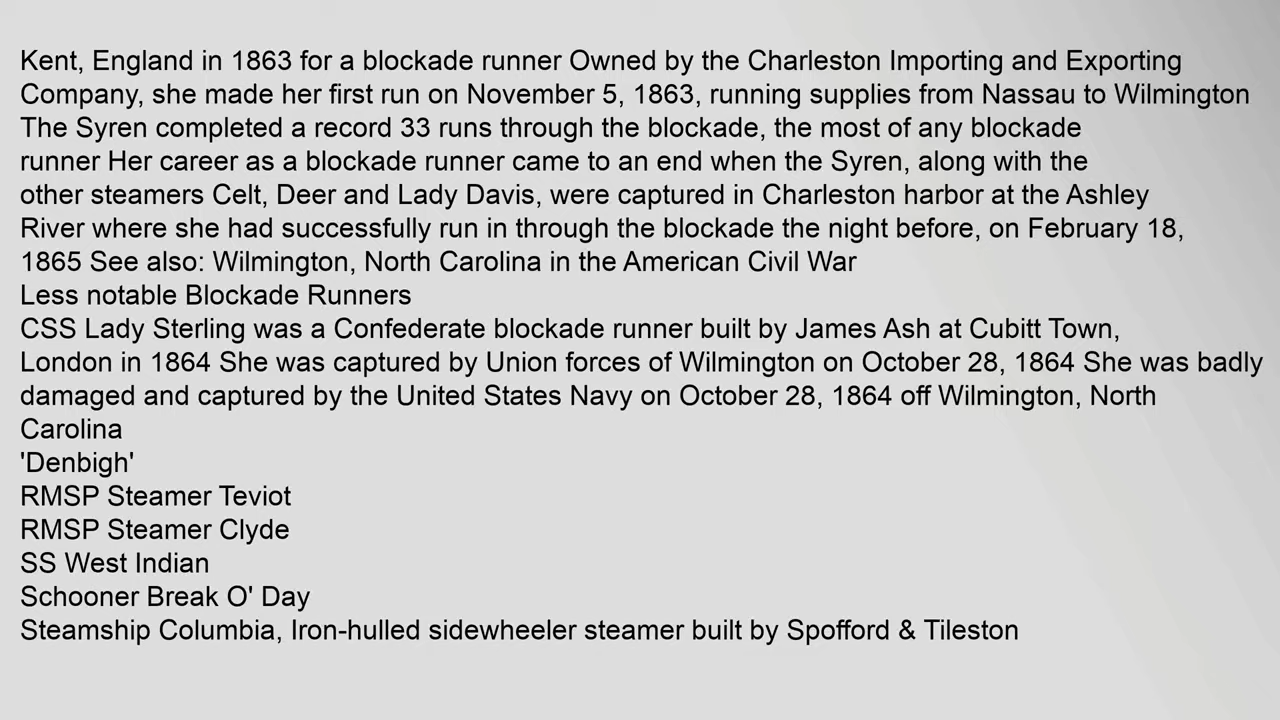 Kent, England in 1863 for a blockade runner Owned by the Charleston Importing and Exporting
Company, she made her first run on November 5, 1863, running supplies from Nassau to Wilmington
The Syren completed a record 33 runs through the blockade, the most of any blockade
runner Her career as a blockade runner came to an end when the Syren, along with the
other steamers Celt, Deer and Lady Davis, were captured in Charleston harbor at the Ashley
River where she had successfully run in through the blockade the night before, on February 18,
1865 See also: Wilmington, North Carolina in the American Civil War
Less notable Blockade Runners
CSS Lady Sterling was a Confederate blockade runner built by James Ash at Cubitt Town,
London in 1864 She was captured by Union forces of Wilmington on October 28, 1864 She was badly
damaged and captured by the United States Navy on October 28, 1864 off Wilmington, North
Carolina
'Denbigh'
RMSP Steamer Teviot
RMSP Steamer Clyde
SS West Indian
Schooner Break O' Day
Steamship Columbia, Iron-hulled sidewheeler steamer built by Spofford & Tileston